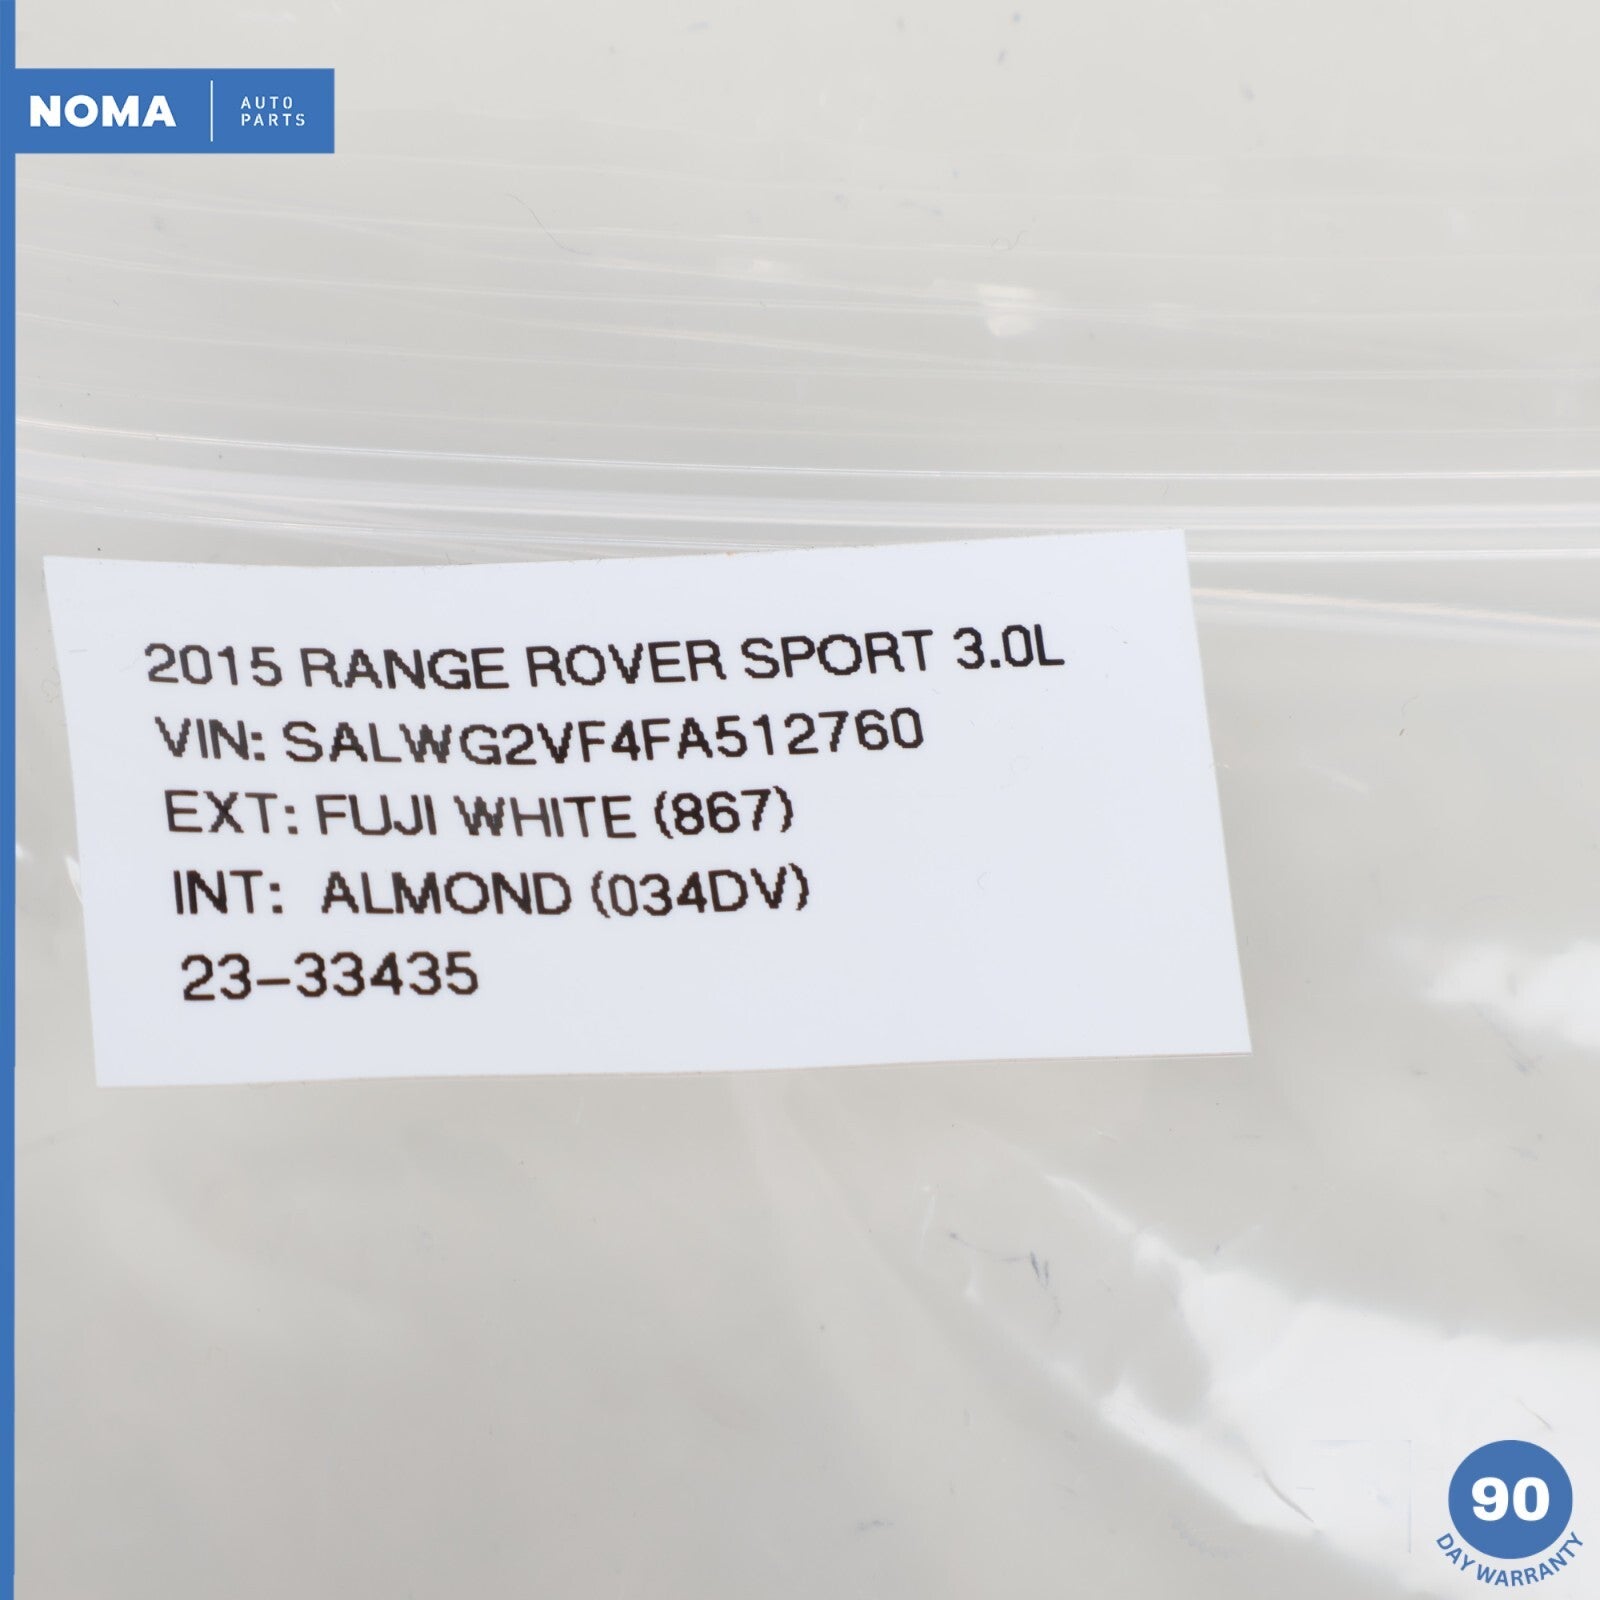 NOMA
AUTO
PARTS
2015 RANGE ROVER SPORT 3.0L
VIN: SALWG2VF4FA512760
EXT: FUJI WHITE (867)
INT: ALMOND (034DV)
23-33435
90
DAY WARRANTY